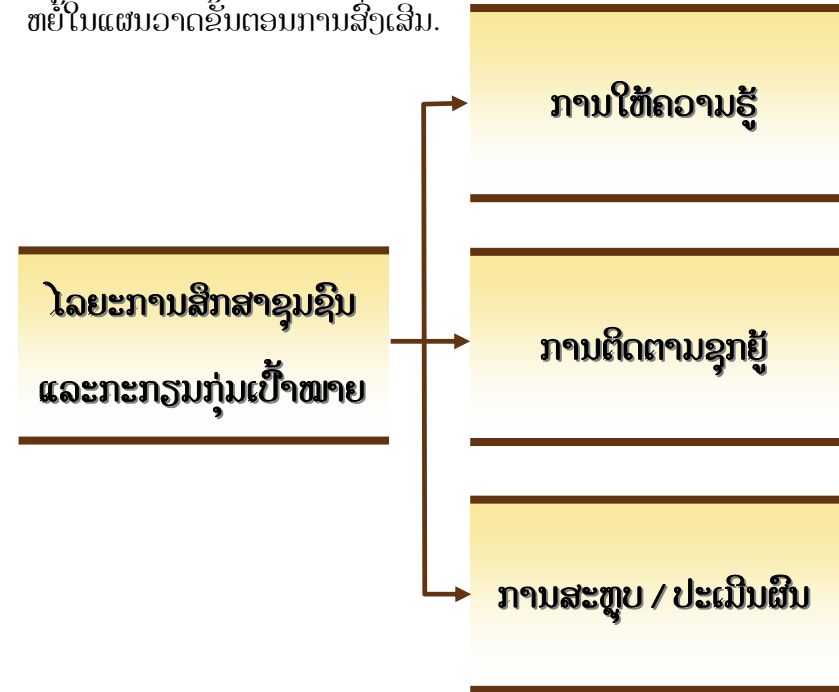 ຫຍໍ້ໃນແຜນວາດຂັ້ນຕອນການສົ່ງເສີມ.
ການໃຫ້ຄວາມຮູ້
ໄລຍະການສຶກສາຊຸມຊົນ
ແລະກະກຽມກຸ່ມເປົ້າໝາຍ
ການຕິດຕາມຊຸກຍູ້
ການສະຫຼຸບ / ປະເມີນຜົນ